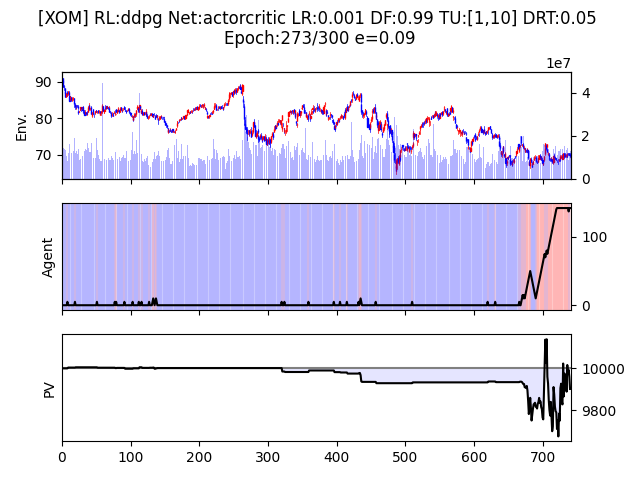 [XOM] RL:ddpg Net:actorcritic LR:0.001 DF:0.99 TU:[1,10] DRT:0.05
Epoch:273/300 e=0.09
1e7
Env.
90
80
70
4
2
0
Agent
100
0
PV
10000
9800
0 100 200 300 400 500 600 700